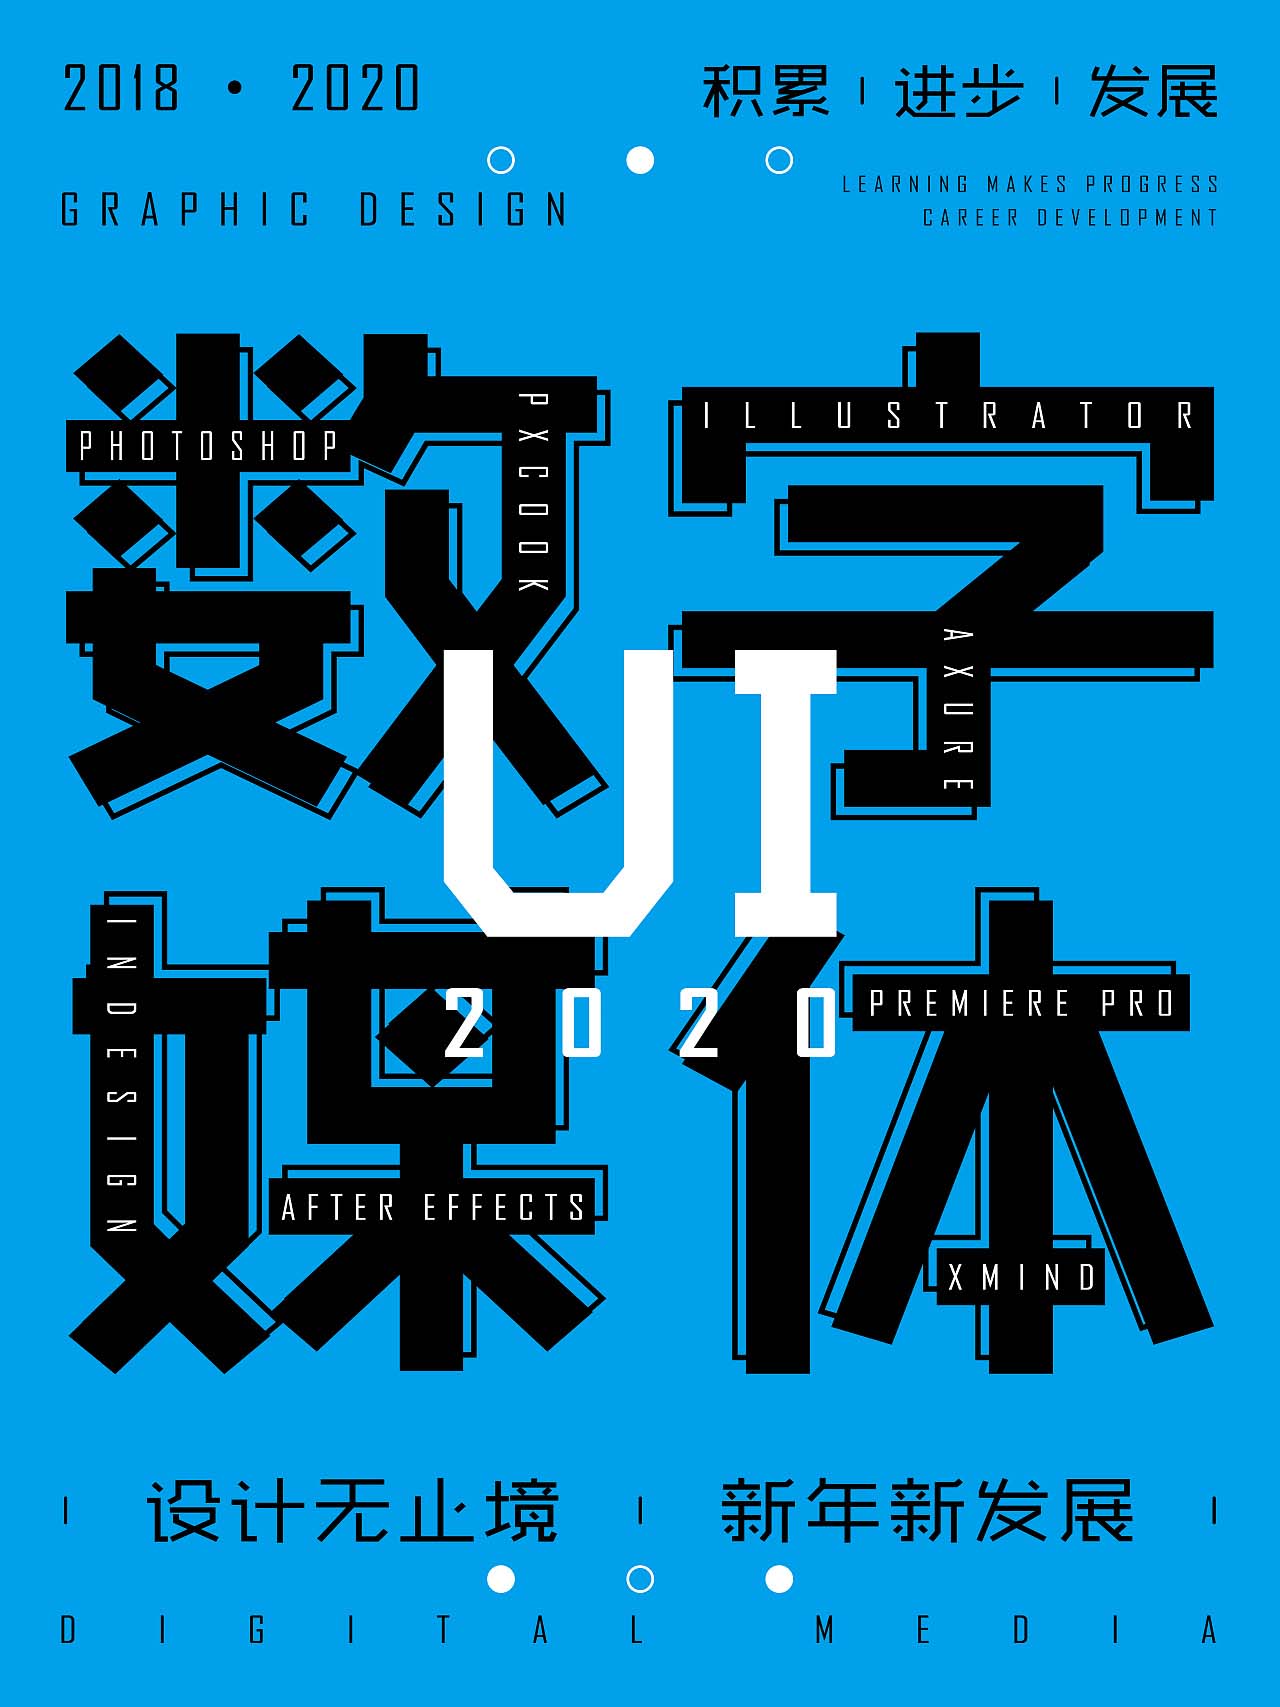 2018 • 2020
积累 | 进步 | 发展
GRAPHIC DESIGN
LEARNING MAKES PROGRESS
CAREER DEVELOPMENT
数字
PHOTOSHOP
PXCOOK
ILLUSTRATOR
AXURE
UI
2020
媒体
INDESIGN
AFTER EFFECTS
PREMIERE PRO
XMIND
| 设计无止境 | 新年新发展 |
DIGITAL MEDIA